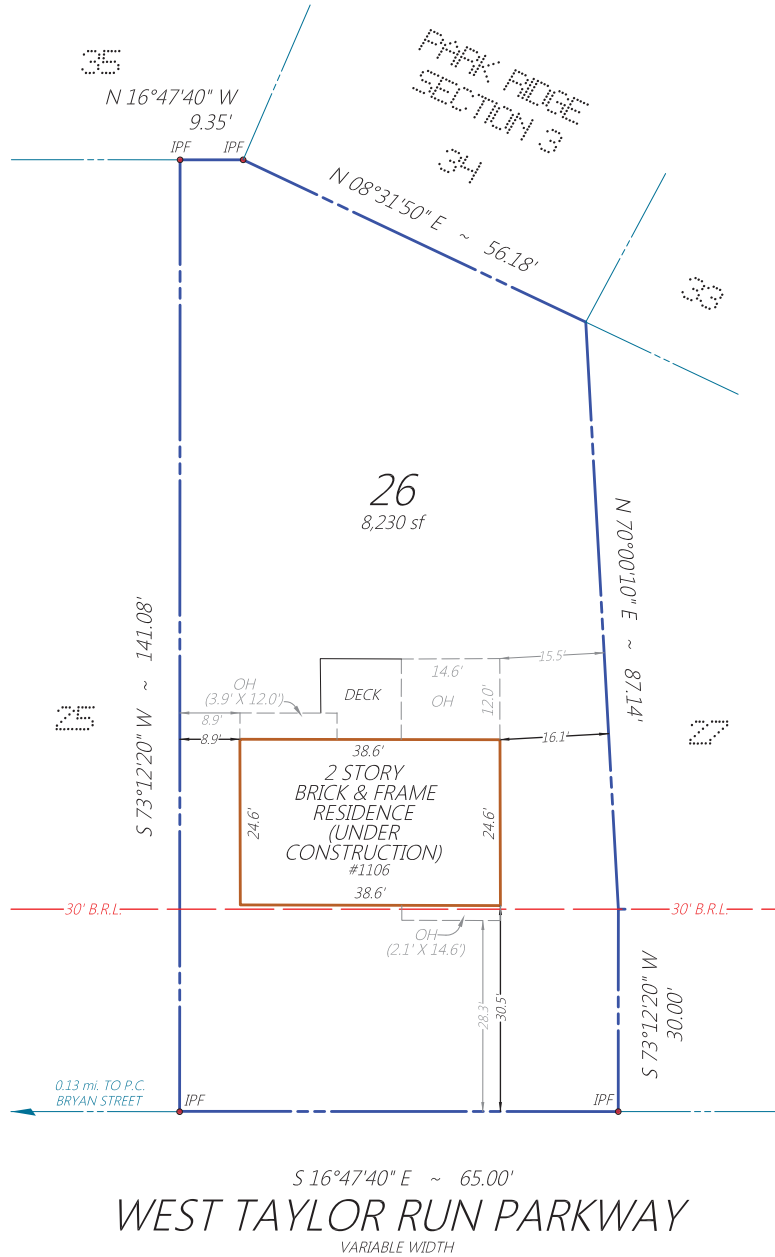 35
PARK RIDGE
SECTION 3
34
N 16°47'40" W
9.35'
IPF
IPF
N 08°31'50" E ~ 56.18'
33
26
8,230 sf
N 70°00'10" E ~ 87.14'
S 73°12'20" W ~ 141.08'
25
27
OH
(3.9' X 12.0')
8.9'
8.9'
DECK
14.6'
OH
12.0'
15.5'
16.1'
38.6'
2 STORY
BRICK & FRAME
RESIDENCE
(UNDER
CONSTRUCTION)
#1106
38.6'
24.6'
24.6'
30' B.R.L.
30' B.R.L.
OH
(2.1' X 14.6')
28.3'
30.5'
S 73°12'20" W
30.00'
0.13 mi. TO P.C.
BRYAN STREET
IPF
IPF
S 16°47'40" E ~ 65.00'
WEST TAYLOR RUN PARKWAY
VARIABLE WIDTH